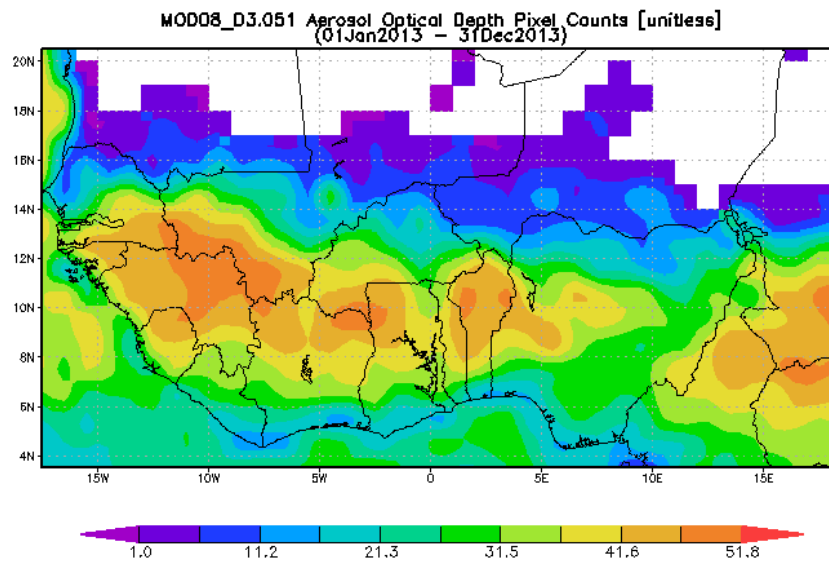 MOD08_D3.051 Aerosol Optical Depth Pixel Counts [unitless]
(01Jan2013 - 31Dec2013)
20N
18N
16N
14N
12N
10N
8N
6N
4N
15W 10W 5W 0 5E 10E 15E
1.0 11.2 21.3 31.5 41.6 51.8